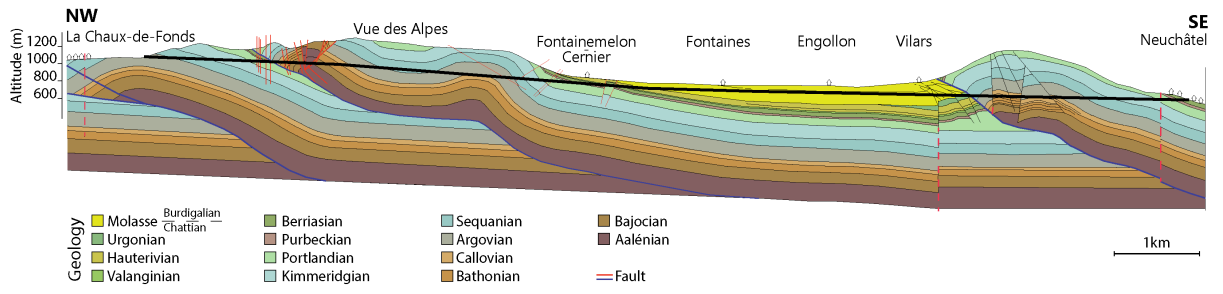 NW
SE
La Chaux-de-Fonds
Vue des Alpes
Fontainemelon
Cernier
Fontaines
Engollon
Vilars
Neuchâtel
Altitude (m)
1200
1000
800
600
Geology
Molasse Burdigalian
Chattian
Urgonian
Hauterivian
Valanginian
Berriasian
Purbeckian
Portlandian
Kimmeridgian
Sequanian
Argovian
Callovian
Bathonian
Bajocian
Aalénian
Fault
1km